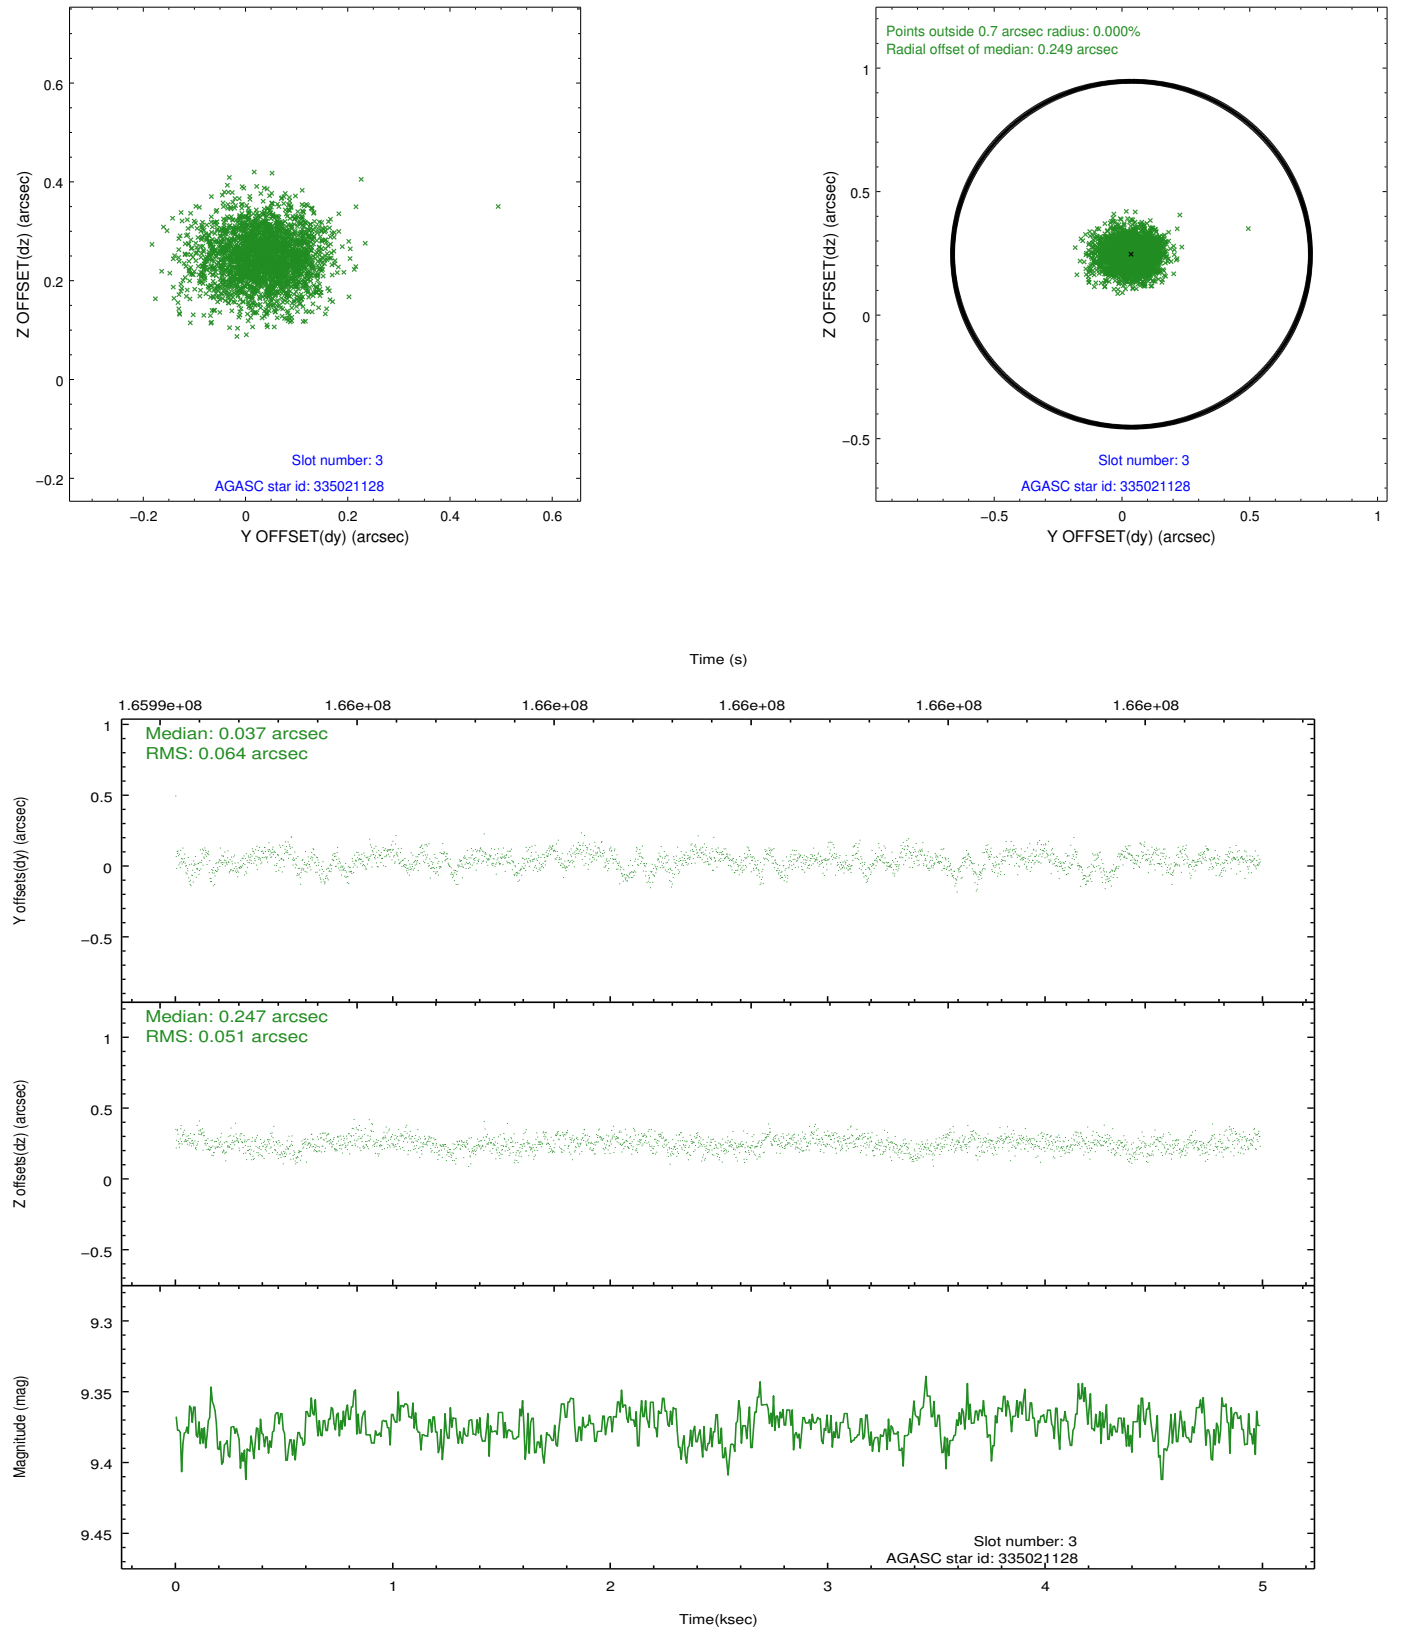 0.6
0.4
0.2
0
−0.2
−0.2
0
0.2
0.4
0.6
Z OFFSET(dz) (arcsec)
Y OFFSET(dy) (arcsec)
Slot number: 3
AGASC star id: 335021128
Points outside 0.7 arcsec radius: 0.000%
Radial offset of median: 0.249 arcsec
1
0.5
0
−0.5
−0.5
0
0.5
1
Z OFFSET(dz) (arcsec)
Y OFFSET(dy) (arcsec)
Slot number: 3
AGASC star id: 335021128
Time (s)
1.6599e+08 1.66e+08 1.66e+08 1.66e+08 1.66e+08 1.66e+08
Median: 0.037 arcsec
RMS: 0.064 arcsec
1
0.5
0
−0.5
Y offsets(dy) (arcsec)
Median: 0.247 arcsec
RMS: 0.051 arcsec
1
0.5
0
−0.5
Z offsets(dz) (arcsec)
9.3
9.35
9.4
9.45
Magnitude (mag)
Slot number: 3
AGASC star id: 335021128
0 1 2 3 4 5
Time(ksec)